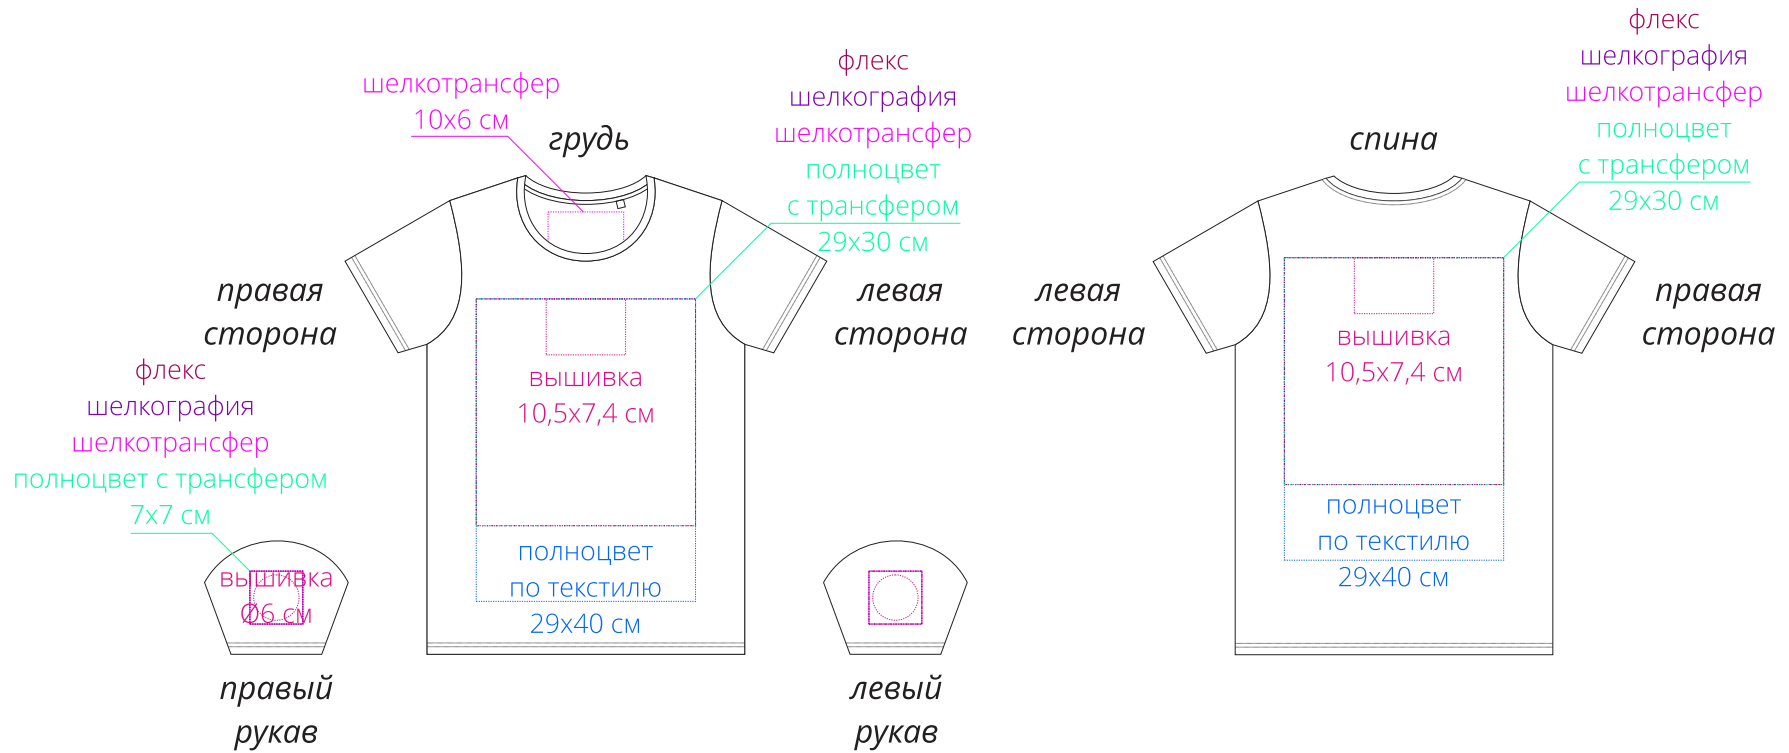 шелкотрансфер
10х6 см
грудь
флекс
шелкография
шелкотрансфер
полноцвет
с трансфером
29х30 см
правая
сторона
левая
сторона
вышивка
10,5х7,4 см
полноцвет
по текстилю
29х40 см
флекс
шелкография
шелкотрансфер
полноцвет с трансфером
7х7 см
вышивка
Ø6 см
правый
рукав
левый
рукав
спина
флекс
шелкография
шелкотрансфер
полноцвет
с трансфером
29х30 см
левая
сторона
правая
сторона
вышивка
10,5х7,4 см
полноцвет
по текстилю
29х40 см